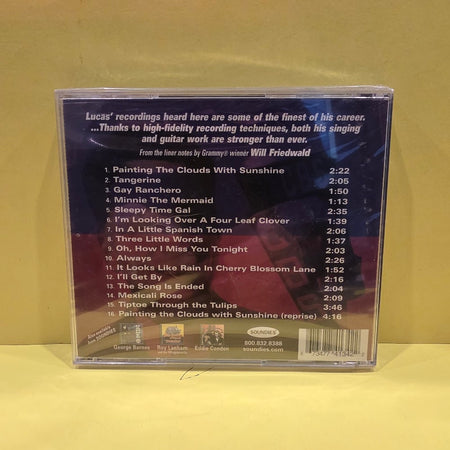 Lucas' recordings heard here are some of the finest of his career.
...Thanks to high-fidelity recording techniques, both his singing
and guitar work are stronger than ever.
From the liner notes by Grammy® winner Will Friedwald
1. Painting The Clouds With Sunshine 2:22
2. Tangerine 2:05
3. Gay Ranchero 1:50
4. Minnie The Mermaid 1:13
5. Sleepy Time Gal 2:35
6. I'm Looking Over A Four Leaf Clover 1:39
7. In A Little Spanish Town 2:06
8. Three Little Words 1:37
9. Oh, How I Miss You Tonight 2:03
10. Always 2:26
11. It Looks Like Rain In Cherry Blossom Lane 1:52
12. I'll Get By 2:16
13. The Song Is Ended 2:04
14. Mexicali Rose 2:09
15. Tiptoe Through the Tulips 3:46
16. Painting the Clouds with Sunshine (reprise) 4:16
George Barnes
Roy Lanham
Eddie Condon
SOUNDIES
800.832.8388
soundies.com